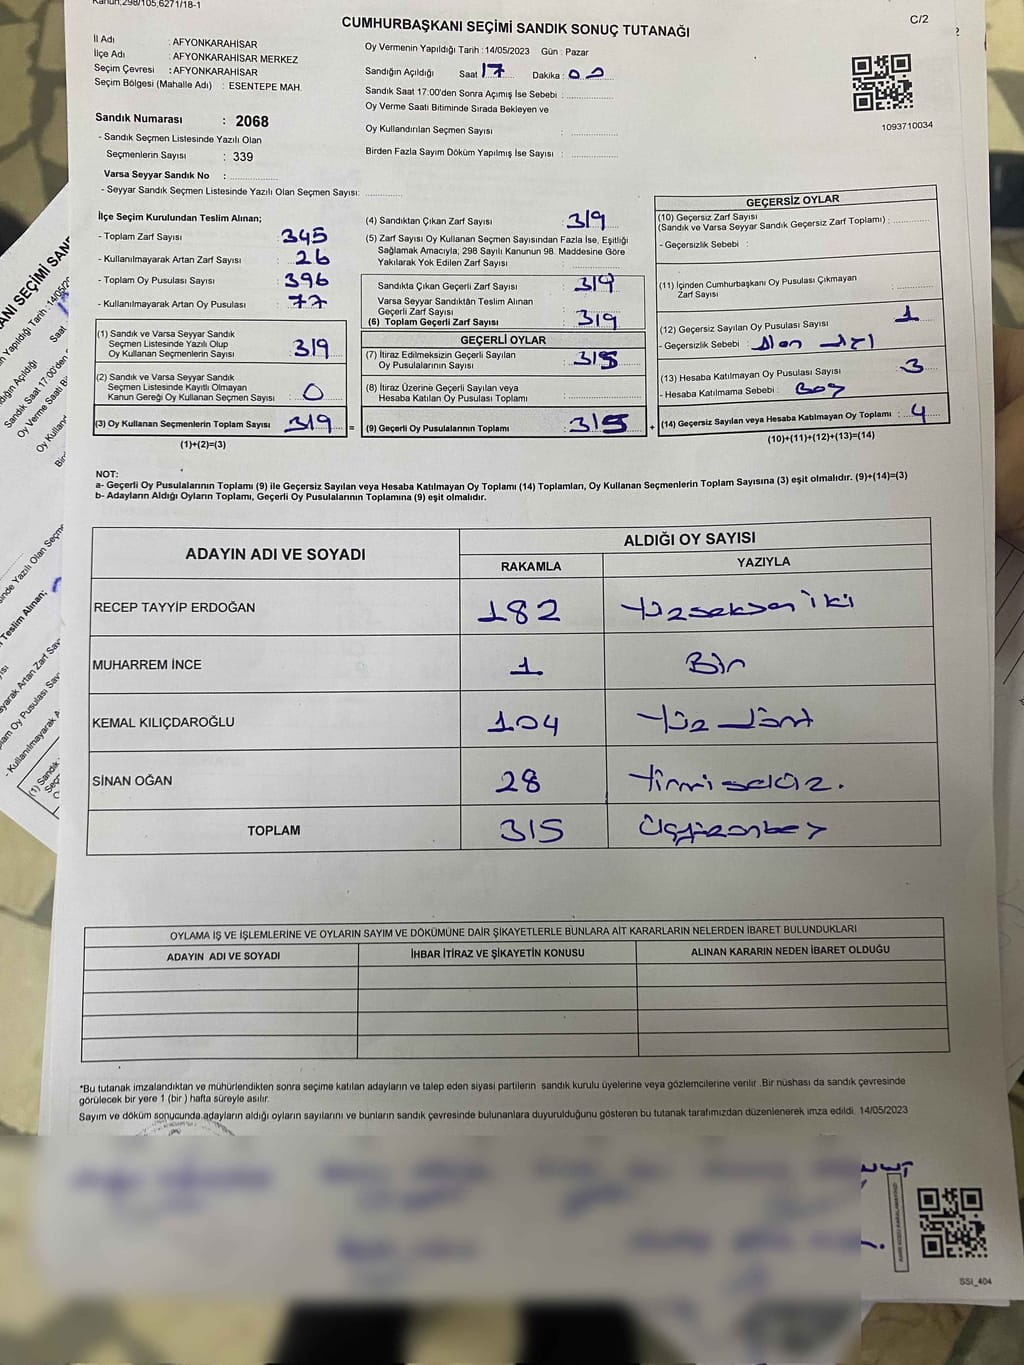 Kanun,298/105,6271/18-1
C/2
CUMHURBAŞKANI SEÇİMİ SANDIK SONUÇ TUTANAĞI
İl Adı : AFYONKARAHİSAR
İlçe Adı : AFYONKARAHİSAR MERKEZ
Seçim Çevresi : AFYONKARAHİSAR
Seçim Bölgesi (Mahalle Adı) : ESENTEPE MAH.
Oy Vermenin Yapıldığı Tarih :14/05/2023 Gün : Pazar
Sandığın Açıldığı Saat 17 Dakika : 00
Sandık Saat 17:00'den Sonra Açımış İse Sebebi :
Oy Verme Saati Bitiminde Sırada Bekleyen ve
Oy Kullandırılan Seçmen Sayısı :
Birden Fazla Sayım Döküm Yapılmış İse Sayısı :
1093710034
Sandık Numarası : 2068
- Sandık Seçmen Listesinde Yazılı Olan
Seçmenlerin Sayısı : 339
Varsa Seyyar Sandık No :
- Seyyar Sandık Seçmen Listesinde Yazılı Olan Seçmen Sayısı:
İlçe Seçim Kurulundan Teslim Alınan;
- Toplam Zarf Sayısı : 345
- Kullanılmayarak Artan Zarf Sayısı : 26
- Toplam Oy Pusulası Sayısı : 396
- Kullanılmayarak Artan Oy Pusulası : 77
(1) Sandık ve Varsa Seyyar Sandık
Seçmen Listesinde Yazılı Olup
Oy Kullanan Seçmenlerin Sayısı : 319
(2) Sandık ve Varsa Seyyar Sandık
Seçmen Listesinde Kayıtlı Olmayan
Kanun Gereği Oy Kullanan Seçmen Sayısı : 0
(3) Oy Kullanan Seçmenlerin Toplam Sayısı : 319 =
(1)+(2)=(3)
(4) Sandıktan Çıkan Zarf Sayısı : 319
(5) Zarf Sayısı Oy Kullanan Seçmen Sayısından Fazla İse, Eşitliği
Sağlamak Amacıyla; 298 Sayılı Kanunun 98. Maddesine Göre
Yakılarak Yok Edilen Zarf Sayısı :
Sandıkta Çıkan Geçerli Zarf Sayısı : 319
Varsa Seyyar Sandıktan Teslim Alınan
Geçerli Zarf Sayısı :
(6) Toplam Geçerli Zarf Sayısı : 319
GEÇERLİ OYLAR
(7) İtiraz Edilmeksizin Geçerli Sayılan
Oy Pusulalarının Sayısı : 315
(8) İtiraz Üzerine Geçerli Sayılan veya
Hesaba Katılan Oy Pusulası Toplamı :
(9) Geçerli Oy Pusulalarının Toplamı : 315 +
GEÇERSİZ OYLAR
(10) Geçersiz Zarf Sayısı
(Sandık ve Varsa Seyyar Sandık Geçersiz Zarf Toplamı) :
- Geçersizlik Sebebi :
(11) İçinden Cumhurbaşkanı Oy Pusulası Çıkmayan
Zarf Sayısı :
(12) Geçersiz Sayılan Oy Pusulası Sayısı : 1
- Geçersizlik Sebebi :
(13) Hesaba Katılmayan Oy Pusulası Sayısı : 3
- Hesaba Katılmama Sebebi : Boş
(14) Geçersiz Sayılan veya Hesaba Katılmayan Oy Toplamı : 4
(10)+(11)+(12)+(13)=(14)
NOT:
a- Geçerli Oy Pusulalarının Toplamı (9) ile Geçersiz Sayılan veya Hesaba Katılmayan Oy Toplamı (14) Toplamları, Oy Kullanan Seçmenlerin Toplam Sayısına (3) eşit olmalıdır. (9)+(14)=(3)
b- Adayların Aldığı Oyların Toplamı, Geçerli Oy Pusulalarının Toplamına (9) eşit olmalıdır.
ADAYIN ADI VE SOYADI
ALDIĞI OY SAYISI
RAKAMLA YAZIYLA
RECEP TAYYİP ERDOĞAN 182 Yüzseksen iki
MUHARREM İNCE 1 Bir
KEMAL KILIÇDAROĞLU 104 Yüz dört
SİNAN OĞAN 28 Yirmi sekiz.
TOPLAM 315 Üçyüzonbeş
OYLAMA İŞ VE İŞLEMLERİNE VE OYLARIN SAYIM VE DÖKÜMÜNE DAİR ŞİKAYETLERLE BUNLARA AİT KARARLARIN NELERDEN İBARET BULUNDUKLARI
ADAYIN ADI VE SOYADI İHBAR İTİRAZ VE ŞİKAYETİN KONUSU ALINAN KARARIN NEDEN İBARET OLDUĞU
*Bu tutanak imzalandıktan ve mühürlendikten sonra seçime katılan adayların ve talep eden siyasi partilerin sandık kurulu üyelerine veya gözlemcilerine verilir .Bir nüshası da sandık çevresinde
görülecek bir yere 1 (bir ) hafta süreyle asılır.
Sayım ve döküm sonucunda adayların aldığı oyların sayılarını ve bunların sandık çevresinde bulunanlara duyurulduğunu gösteren bu tutanak tarafımızdan düzenlenerek imza edildi. 14/05/2023
SSI_404